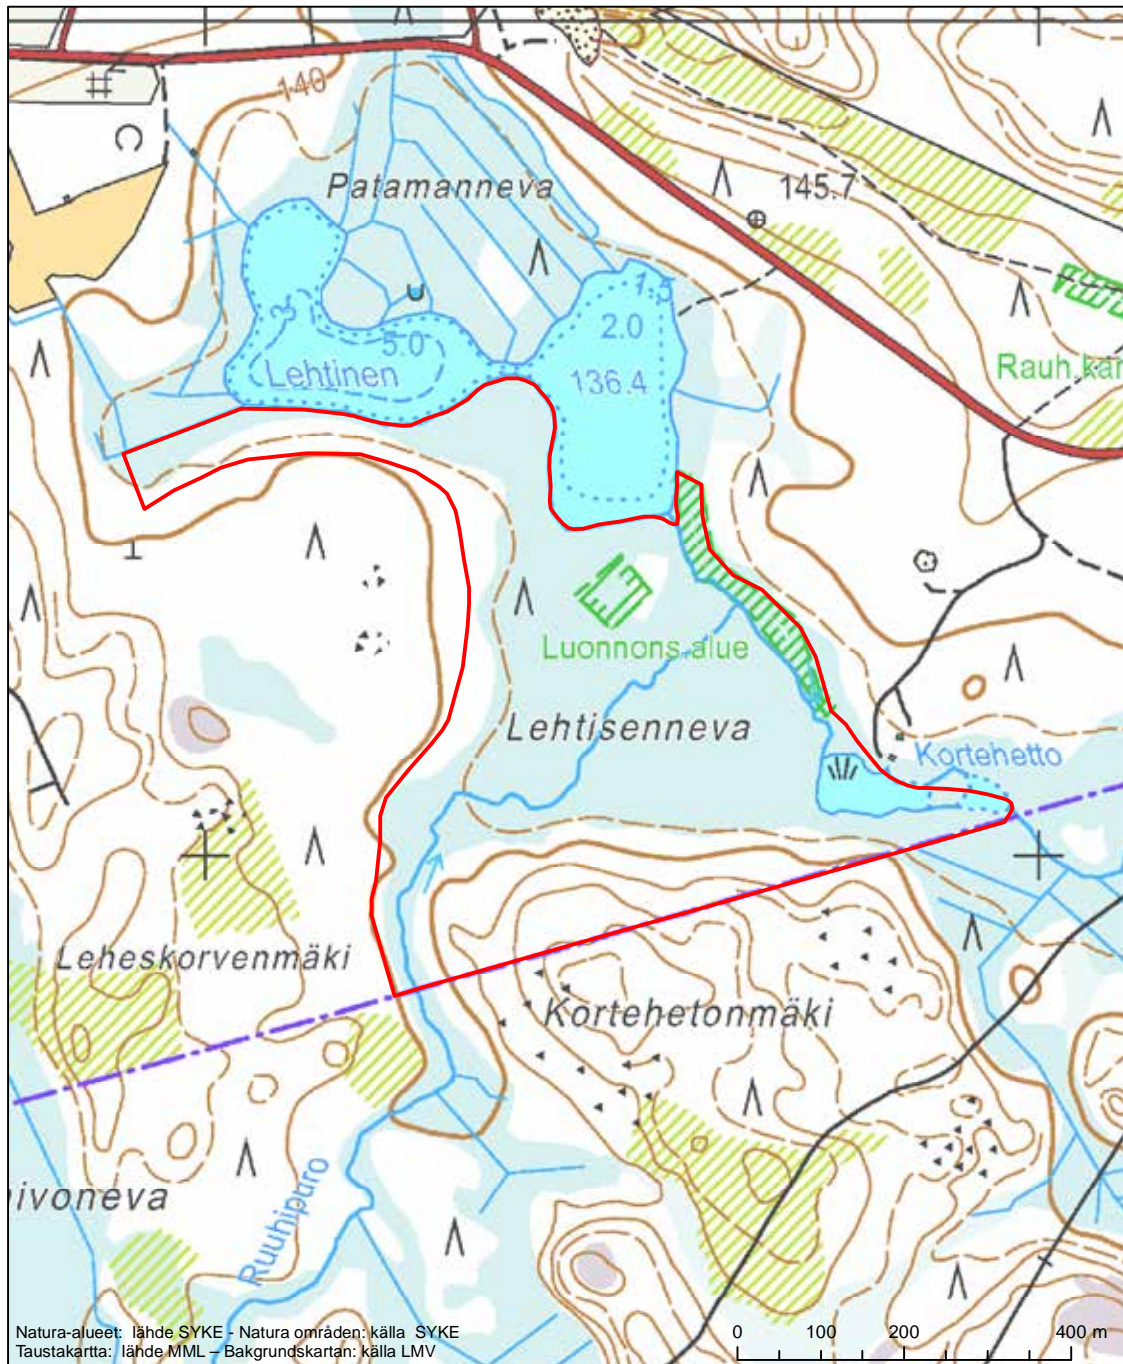 140
Patamanneva
145.7
1.5
2.0
3
5.0
Lehtinen
136.4
Rauh.kar
Luonnons.alue
Lehtisenneva
Kortehetto
Leheskorvenmäki
Kortehetonmäki
ivoneva
Ruuhipuro
Natura-alueet: lähde SYKE - Natura områden: källa SYKE
Taustakartta: lähde MML – Bakgrundskartan: källa LMV
0 100 200 400 m